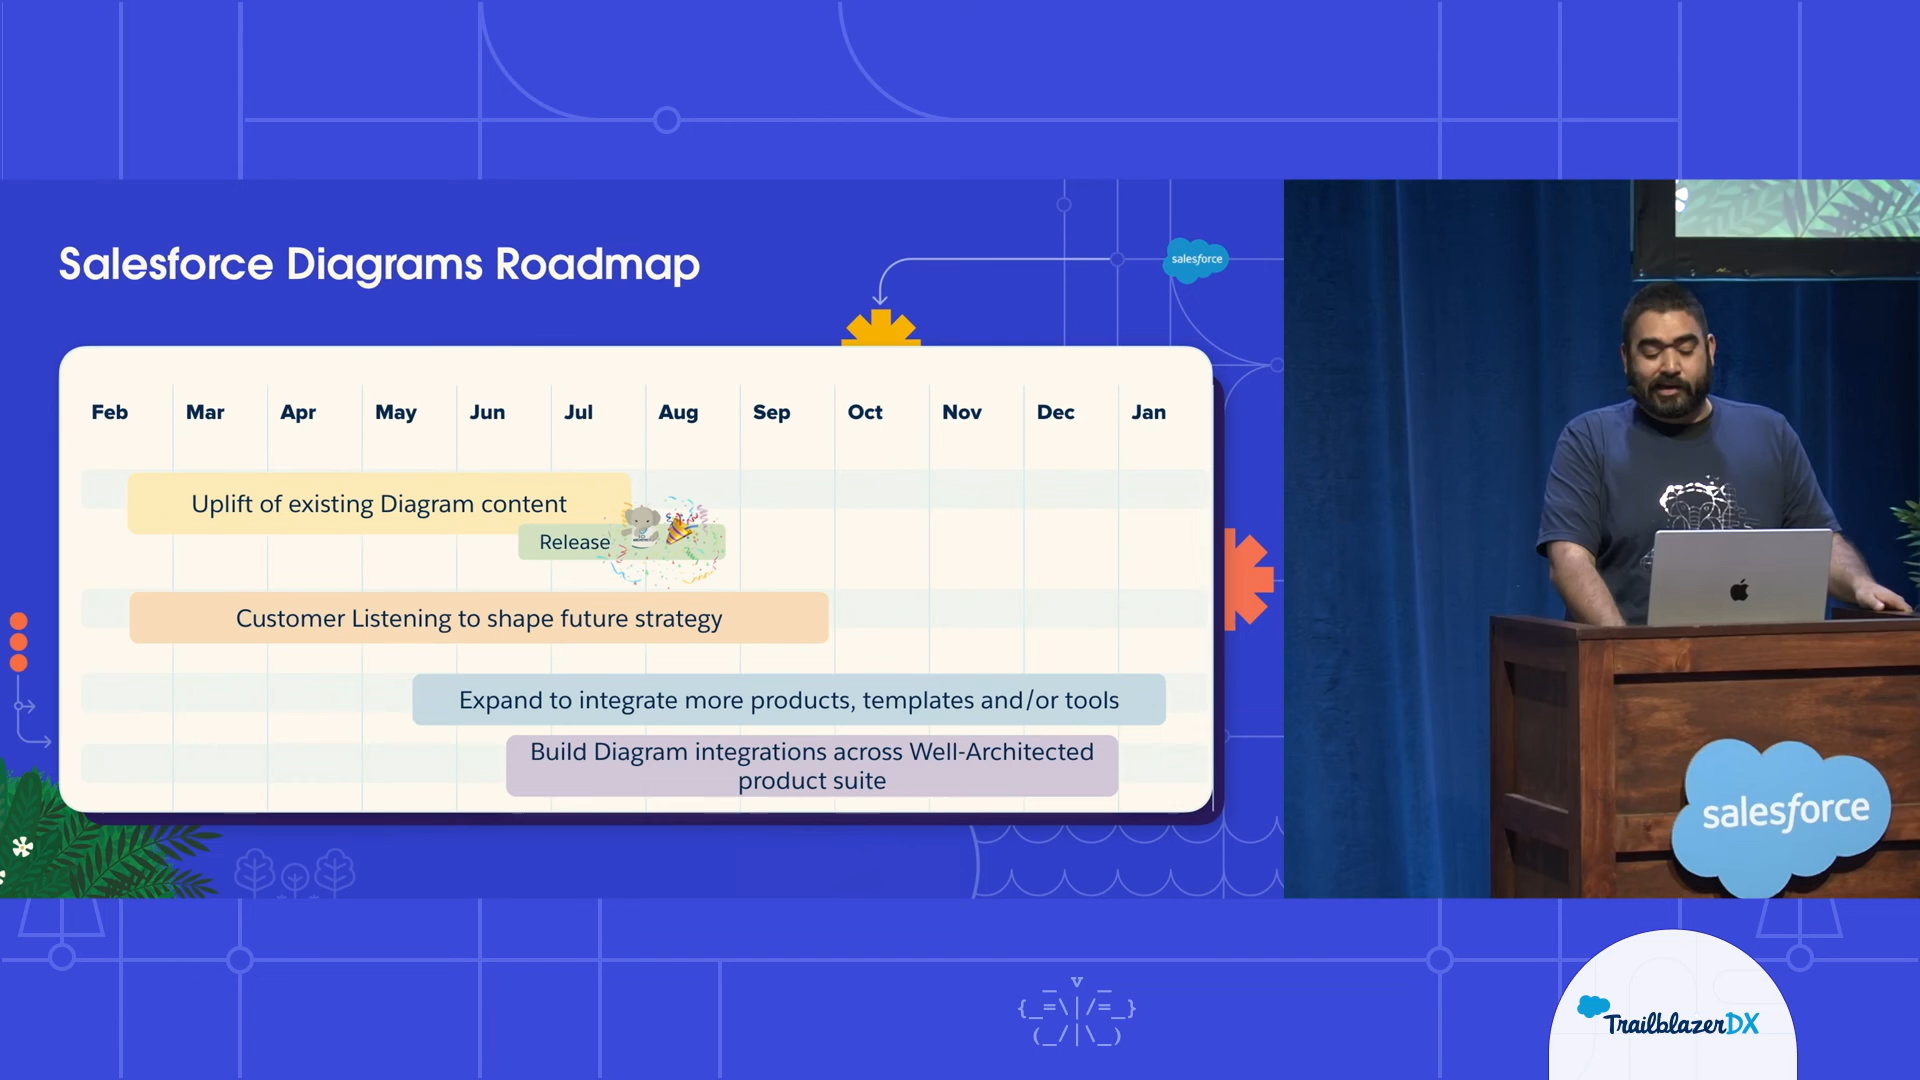 Salesforce Diagrams Roadmap
salesforce
Feb Mar Apr May Jun Jul Aug Sep Oct Nov Dec Jan
Uplift of existing Diagram content
Release
Customer Listening to shape future strategy
Expand to integrate more products, templates and/or tools
Build Diagram integrations across Well-Architected
product suite
salesforce
TrailblazerDX